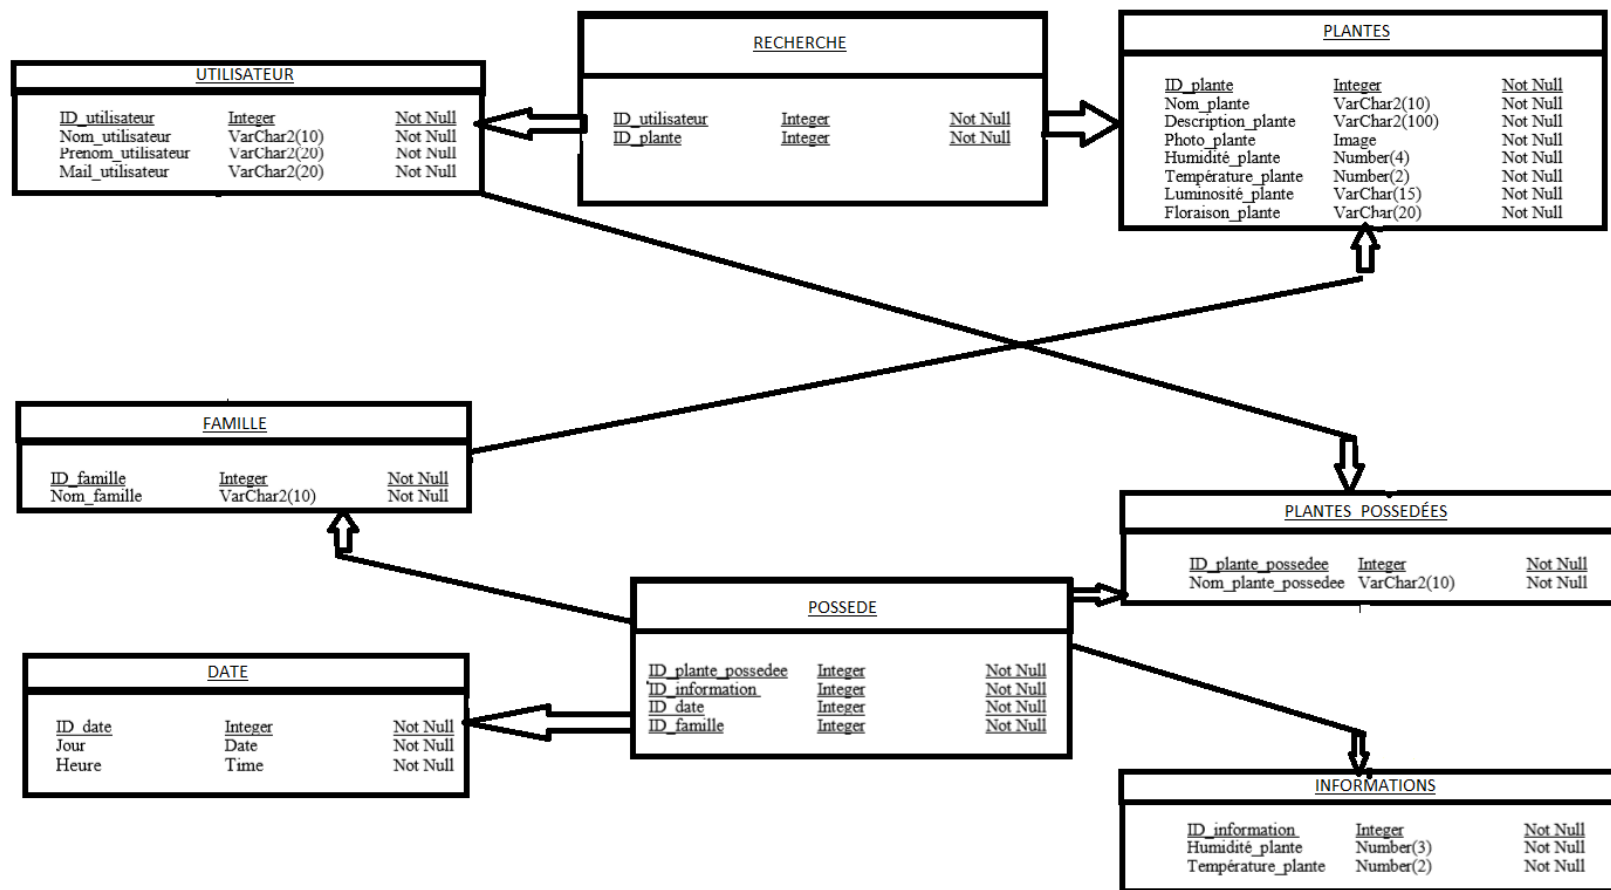 UTILISATEUR
ID_utilisateur Integer Not Null
Nom_utilisateur VarChar2(10) Not Null
Prenom_utilisateur VarChar2(20) Not Null
Mail_utilisateur VarChar2(20) Not Null
RECHERCHE
ID_utilisateur Integer Not Null
ID_plante Integer Not Null
PLANTES
ID_plante Integer Not Null
Nom_plante VarChar2(10) Not Null
Description_plante VarChar2(100) Not Null
Photo_plante Image Not Null
Humidité_plante Number(4) Not Null
Température_plante Number(2) Not Null
Luminosité_plante VarChar(15) Not Null
Floraison_plante VarChar(20) Not Null
FAMILLE
ID_famille Integer Not Null
Nom_famille VarChar2(10) Not Null
PLANTES POSSEDÉES
ID_plante_possedee Integer Not Null
Nom_plante_possedee VarChar2(10) Not Null
POSSEDE
ID_plante_possedee Integer Not Null
ID_information Integer Not Null
ID_date Integer Not Null
ID_famille Integer Not Null
DATE
ID_date Integer Not Null
Jour Date Not Null
Heure Time Not Null
INFORMATIONS
ID_information Integer Not Null
Humidité_plante Number(3) Not Null
Température_plante Number(2) Not Null